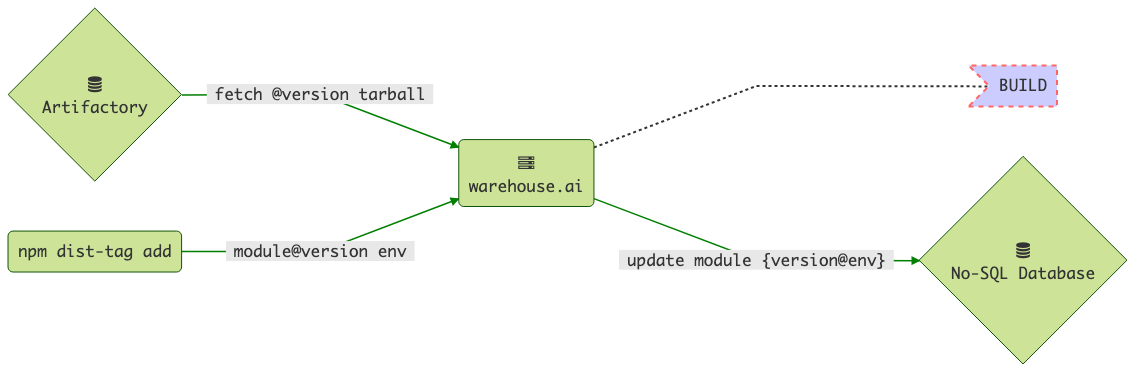 Artifactory
fetch @version tarball
BUILD
warehouse.ai
npm dist-tag add
module@version env
update module {version@env}
No-SQL Database